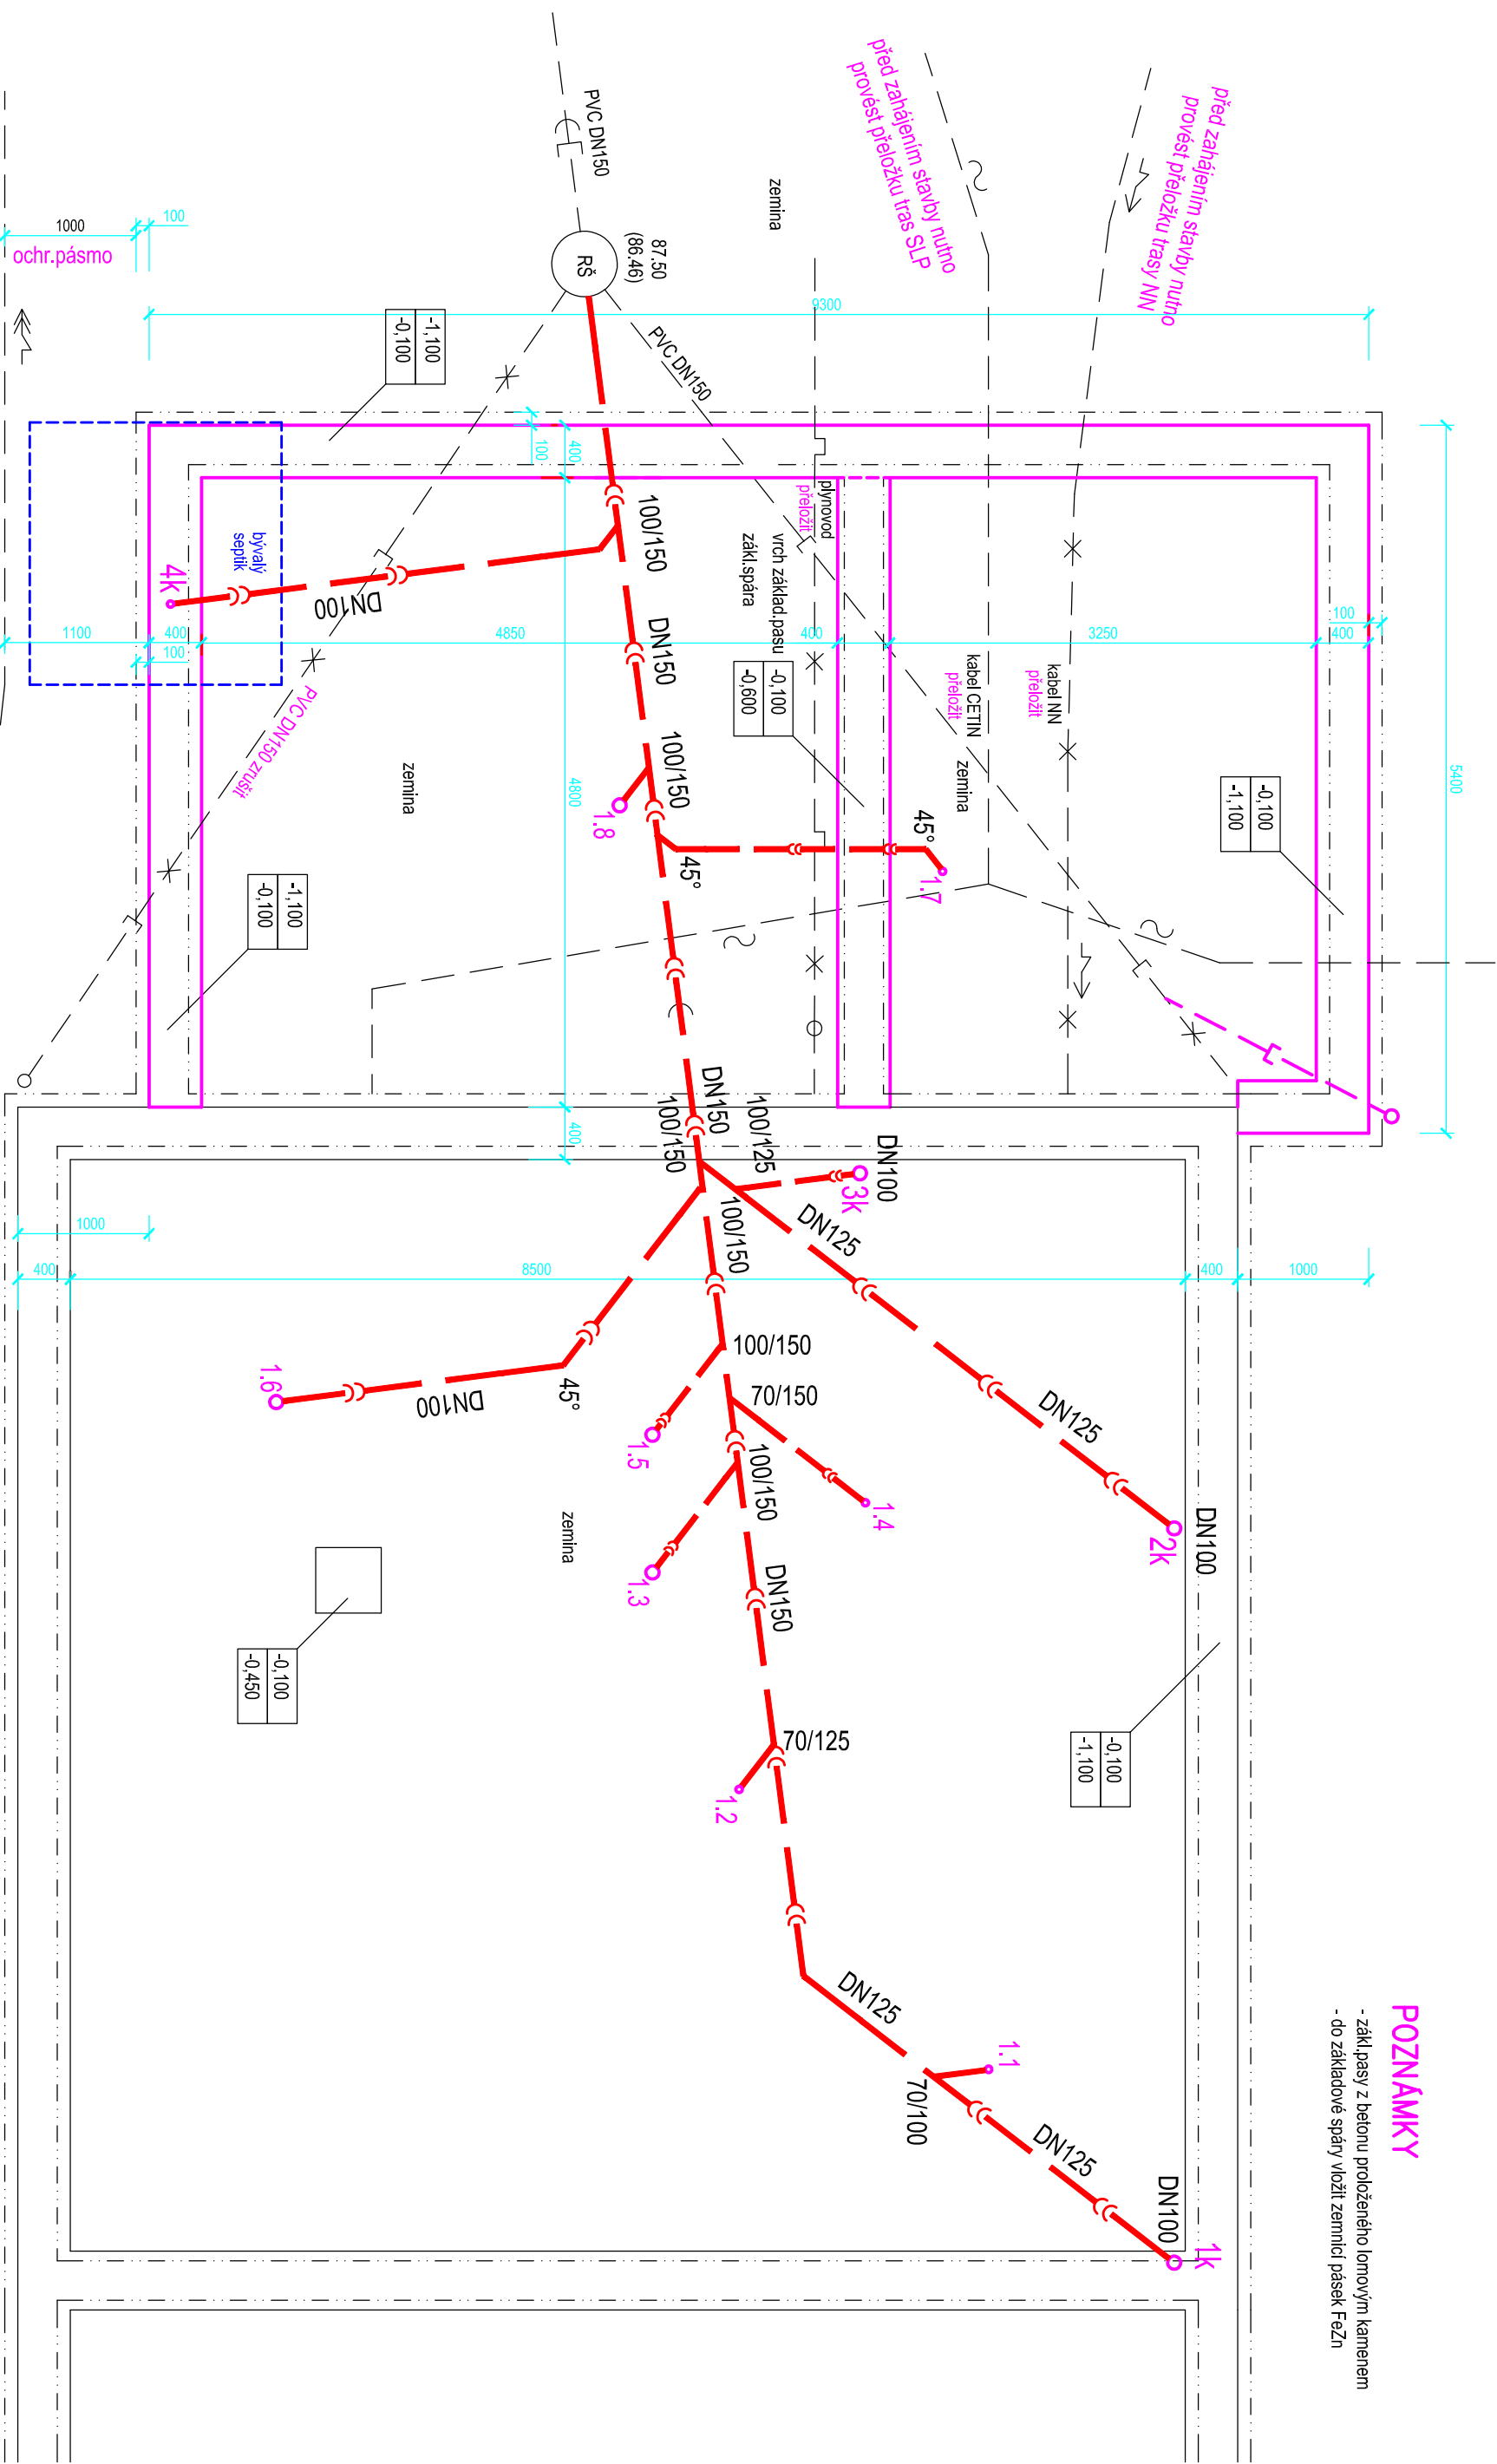 POZNÁMKY
- zákl.pasy z betonu proloženého lomovým kamenem
- do základové spáry vložit zemnicí pásek FeZn
před zahájením stavby nutno
provést přeložku trasy NN
před zahájením stavby nutno
provést přeložku tras SLP
PVC DN150
zemina
87.50
(86.46)
RŠ
PVC DN150
100
1000
ochr.pásmo
9300
5400
-1,100
-0,100
400
100
plynovod
přeložit
vrch základ.pasu
zákl.spára
-0,100
-0,600
kabel CETIN
přeložit
kabel NN
přeložit
zemina
-0,100
-1,100
100
400
3250
400
4850
400
100
1100
bývalý
septik
4k
DN100
100/150
DN150
100/150
1.8
45°
45°
1.7
4800
zemina
PVC DN150 zrušit
-1,100
-0,100
DN150
100/150
100/125
DN100
3k
400
1000
400
8500
400
1000
100/150
DN125
DN125
DN100
2k
100/150
70/150
1.4
1.5
100/150
1.3
45°
DN100
1.6
DN150
zemina
-0,100
-0,450
-0,100
-1,100
70/125
1.2
DN125
1.1
70/100
DN125
DN100
1k